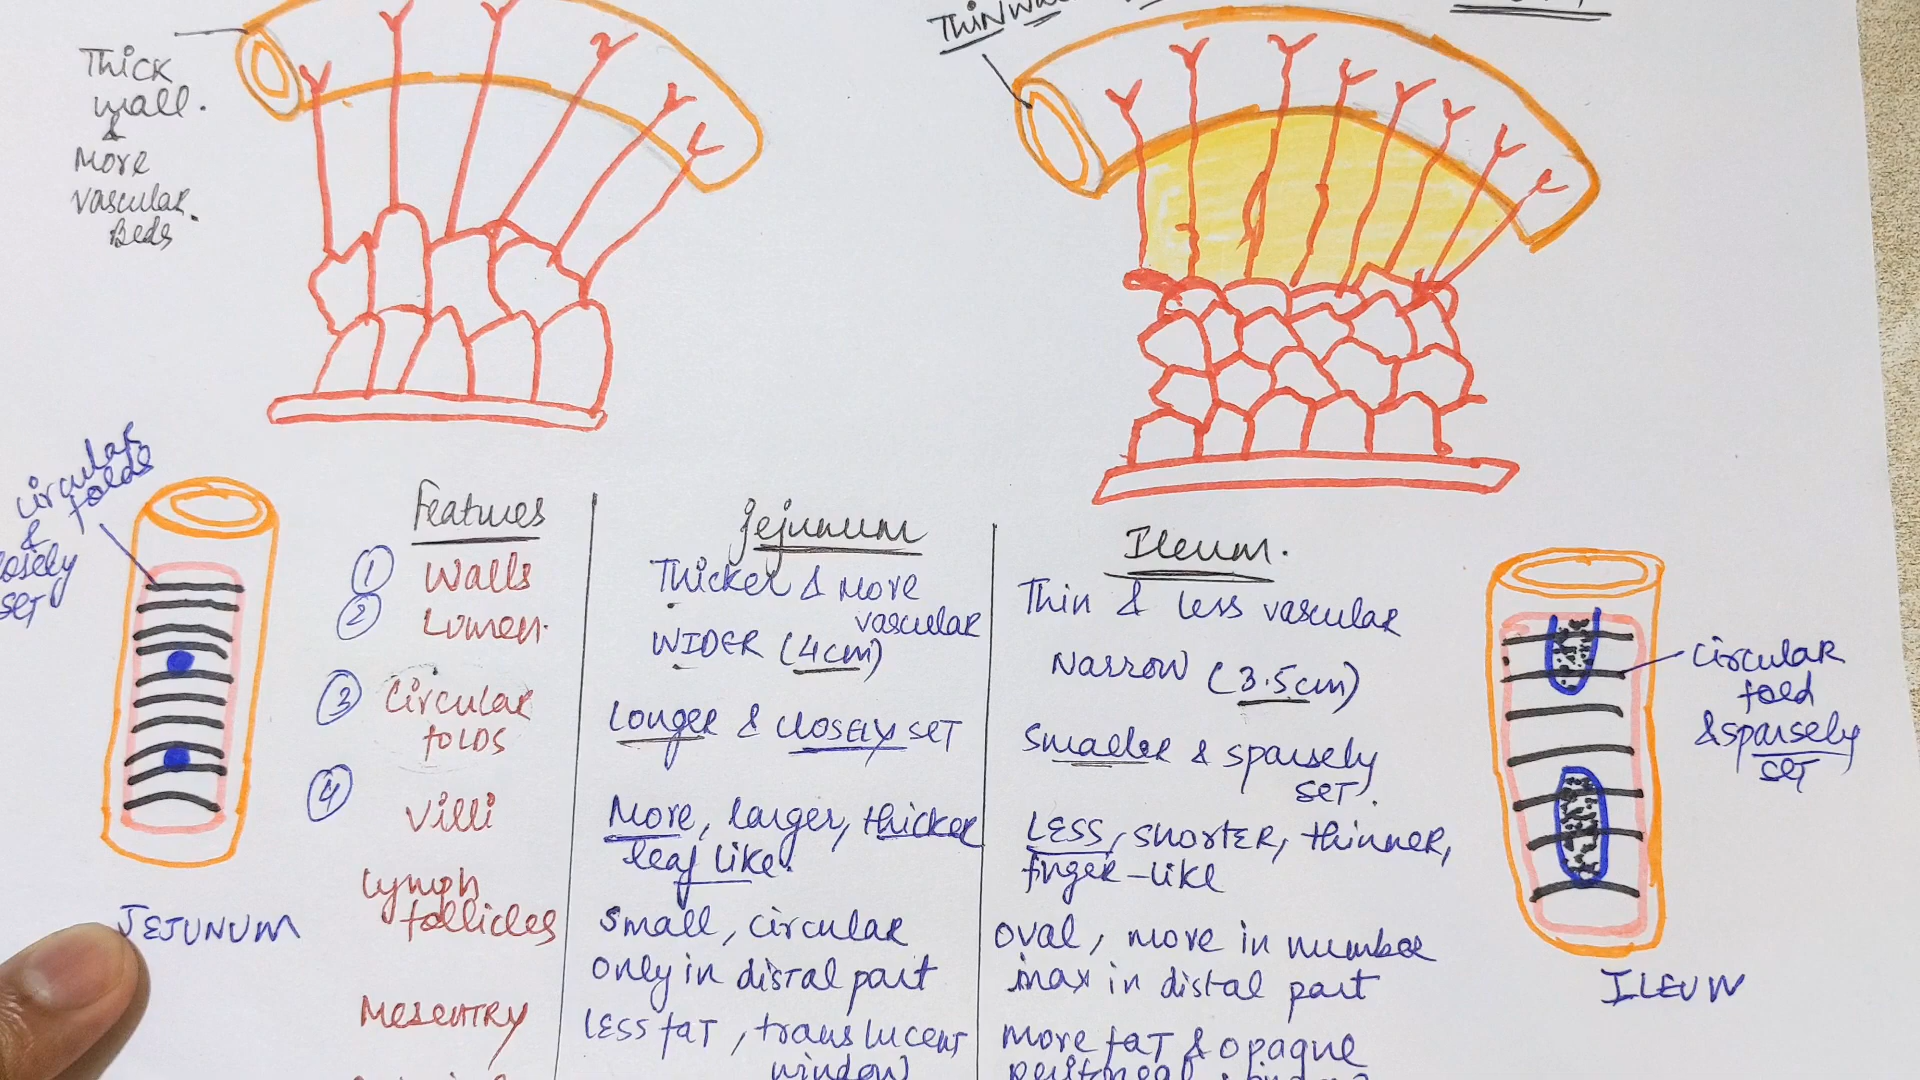 Thick
wall.
&
More
vascular
Beds
Thin
circular
folds
&
closely
set
Features
Jejunum
Ileum.
① Walls
Thicker & more
vascular
Thin & less vascular
② Lumen.
WIDER (4cm)
Narrow (3.5cm)
③ Circular
folds
Longer & closely set
Smaller & sparsely
set.
④ Villi
More, larger, thicker
leaf like.
LESS, shorter, thinner,
finger-like
Lymph
follicles
Small, circular
only in distal part
oval, more in number
max in distal part
Mesentry
Less fat, translucent
window
more fat & opaque
JEJUNUM
circular
fold
& sparsely
set
ILEUM